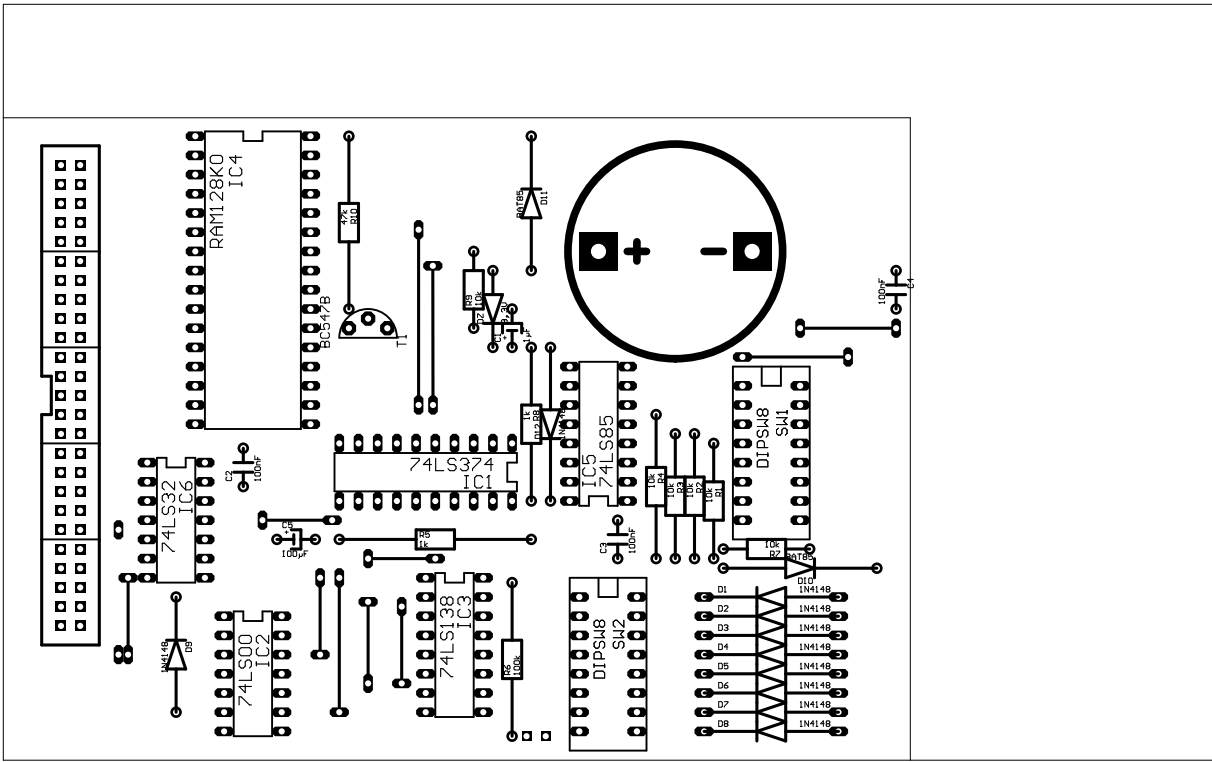 RAM128KO
IC4
47k
R10
BC547B
T1
BAT85
D11
+
-
R9
10k
DZ
C1
+
1µF
100nF
C4
1k
R8
D12
1N4148
IC5
74LS85
DIPSW8
SW1
74LS374
IC1
C2
100nF
74LS32
IC6
C5
+
100µF
R5
1k
C3
100nF
10k
R4
10k
R3
10k
R2
10k
R1
10k
R7
BAT85
D10
1N4148
D9
74LS00
IC2
74LS138
IC3
R6
100k
DIPSW8
SW2
D1 1N4148
D2 1N4148
D3 1N4148
D4 1N4148
D5 1N4148
D6 1N4148
D7 1N4148
D8 1N4148